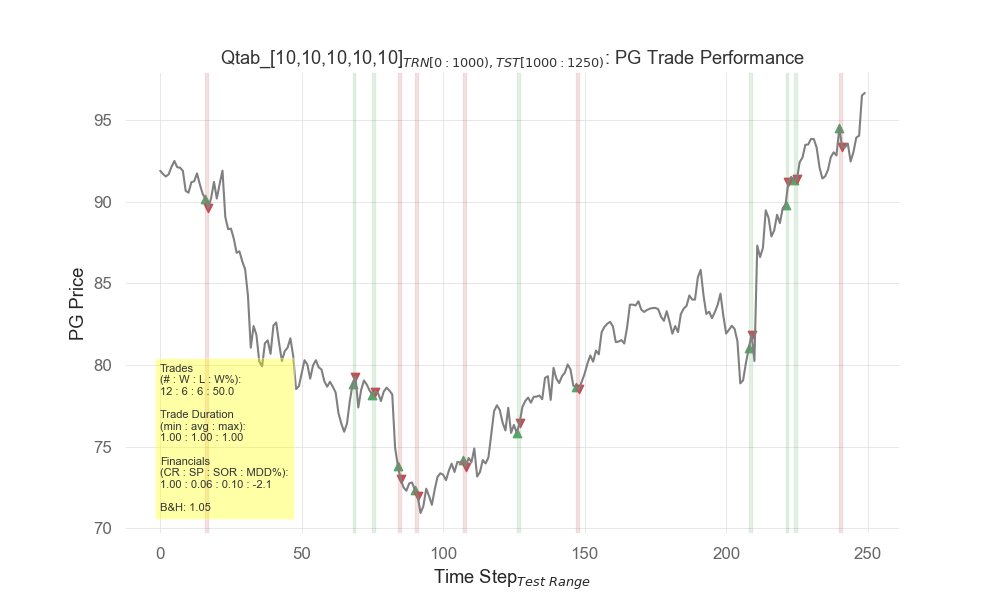 Qtab_[10,10,10,10,10]TRN[0 : 1000), TST[1000 : 1250): PG Trade Performance
PG Price
95
90
85
80
75
70
Trades
(# : W : L : W%):
12 : 6 : 6 : 50.0
Trade Duration
(min : avg : max):
1.00 : 1.00 : 1.00
Financials
(CR : SP : SOR : MDD%):
1.00 : 0.06 : 0.10 : -2.1
B&H: 1.05
0 50 100 150 200 250
Time StepTest Range